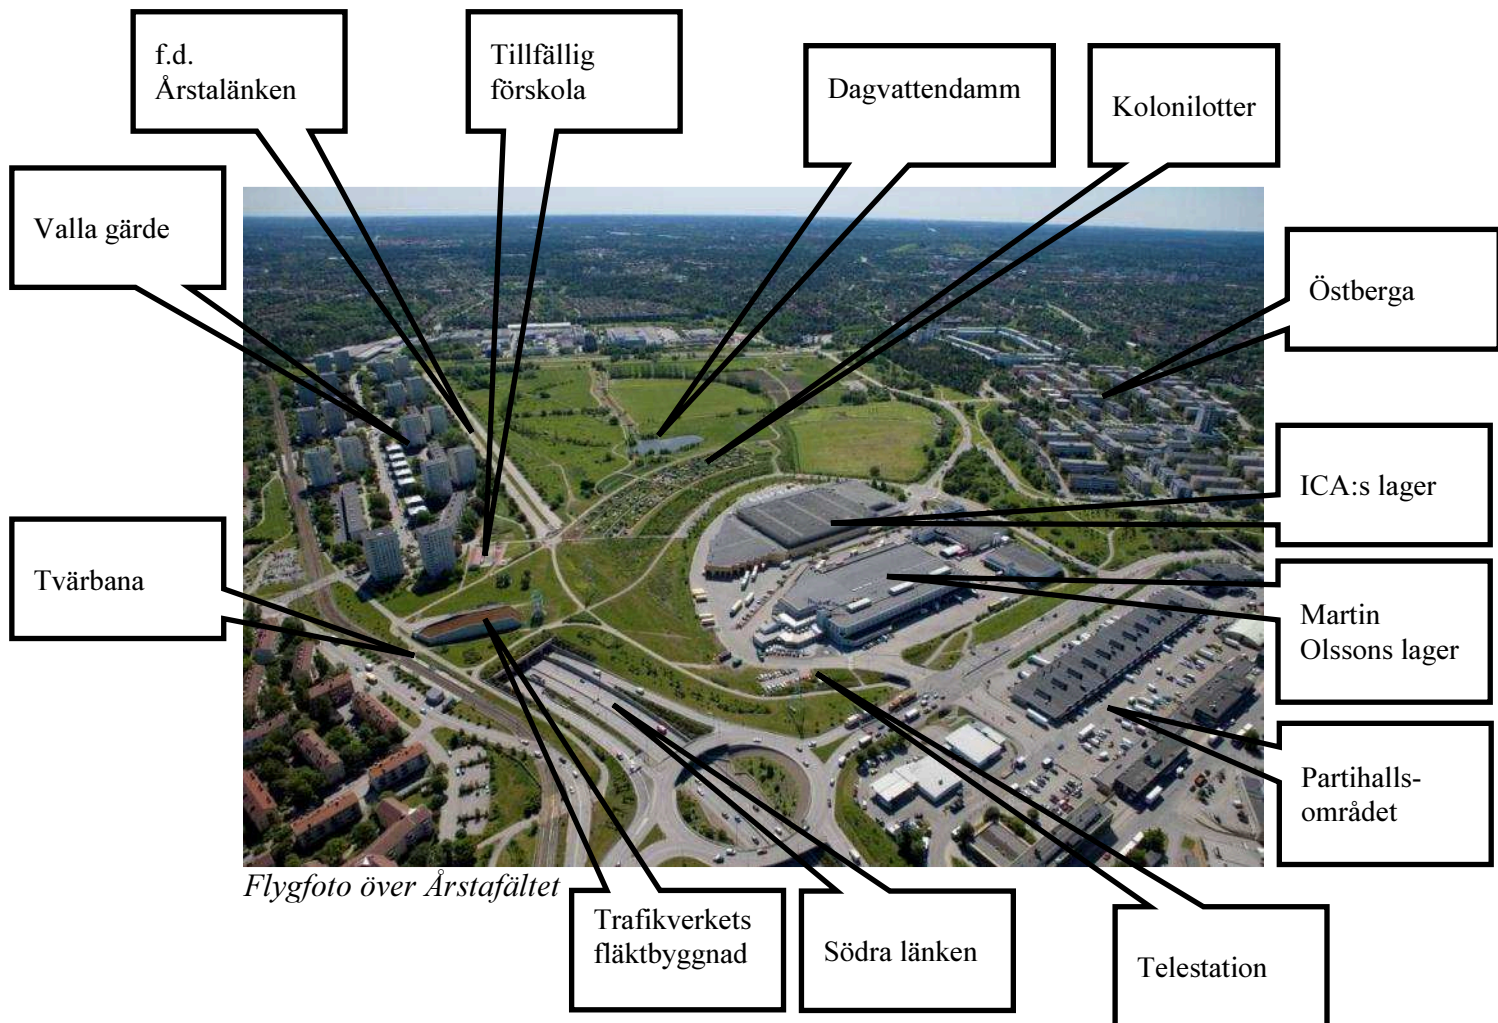 f.d.
Årstalänken
Tillfällig
förskola
Dagvattendamm
Kolonilotter
Valla gärde
Östberga
ICA:s lager
Tvärbana
Martin
Olssons lager
Partihalls-
området
Flygfoto över Årstafältet
Trafikverkets
fläktbyggnad
Södra länken
Telestation